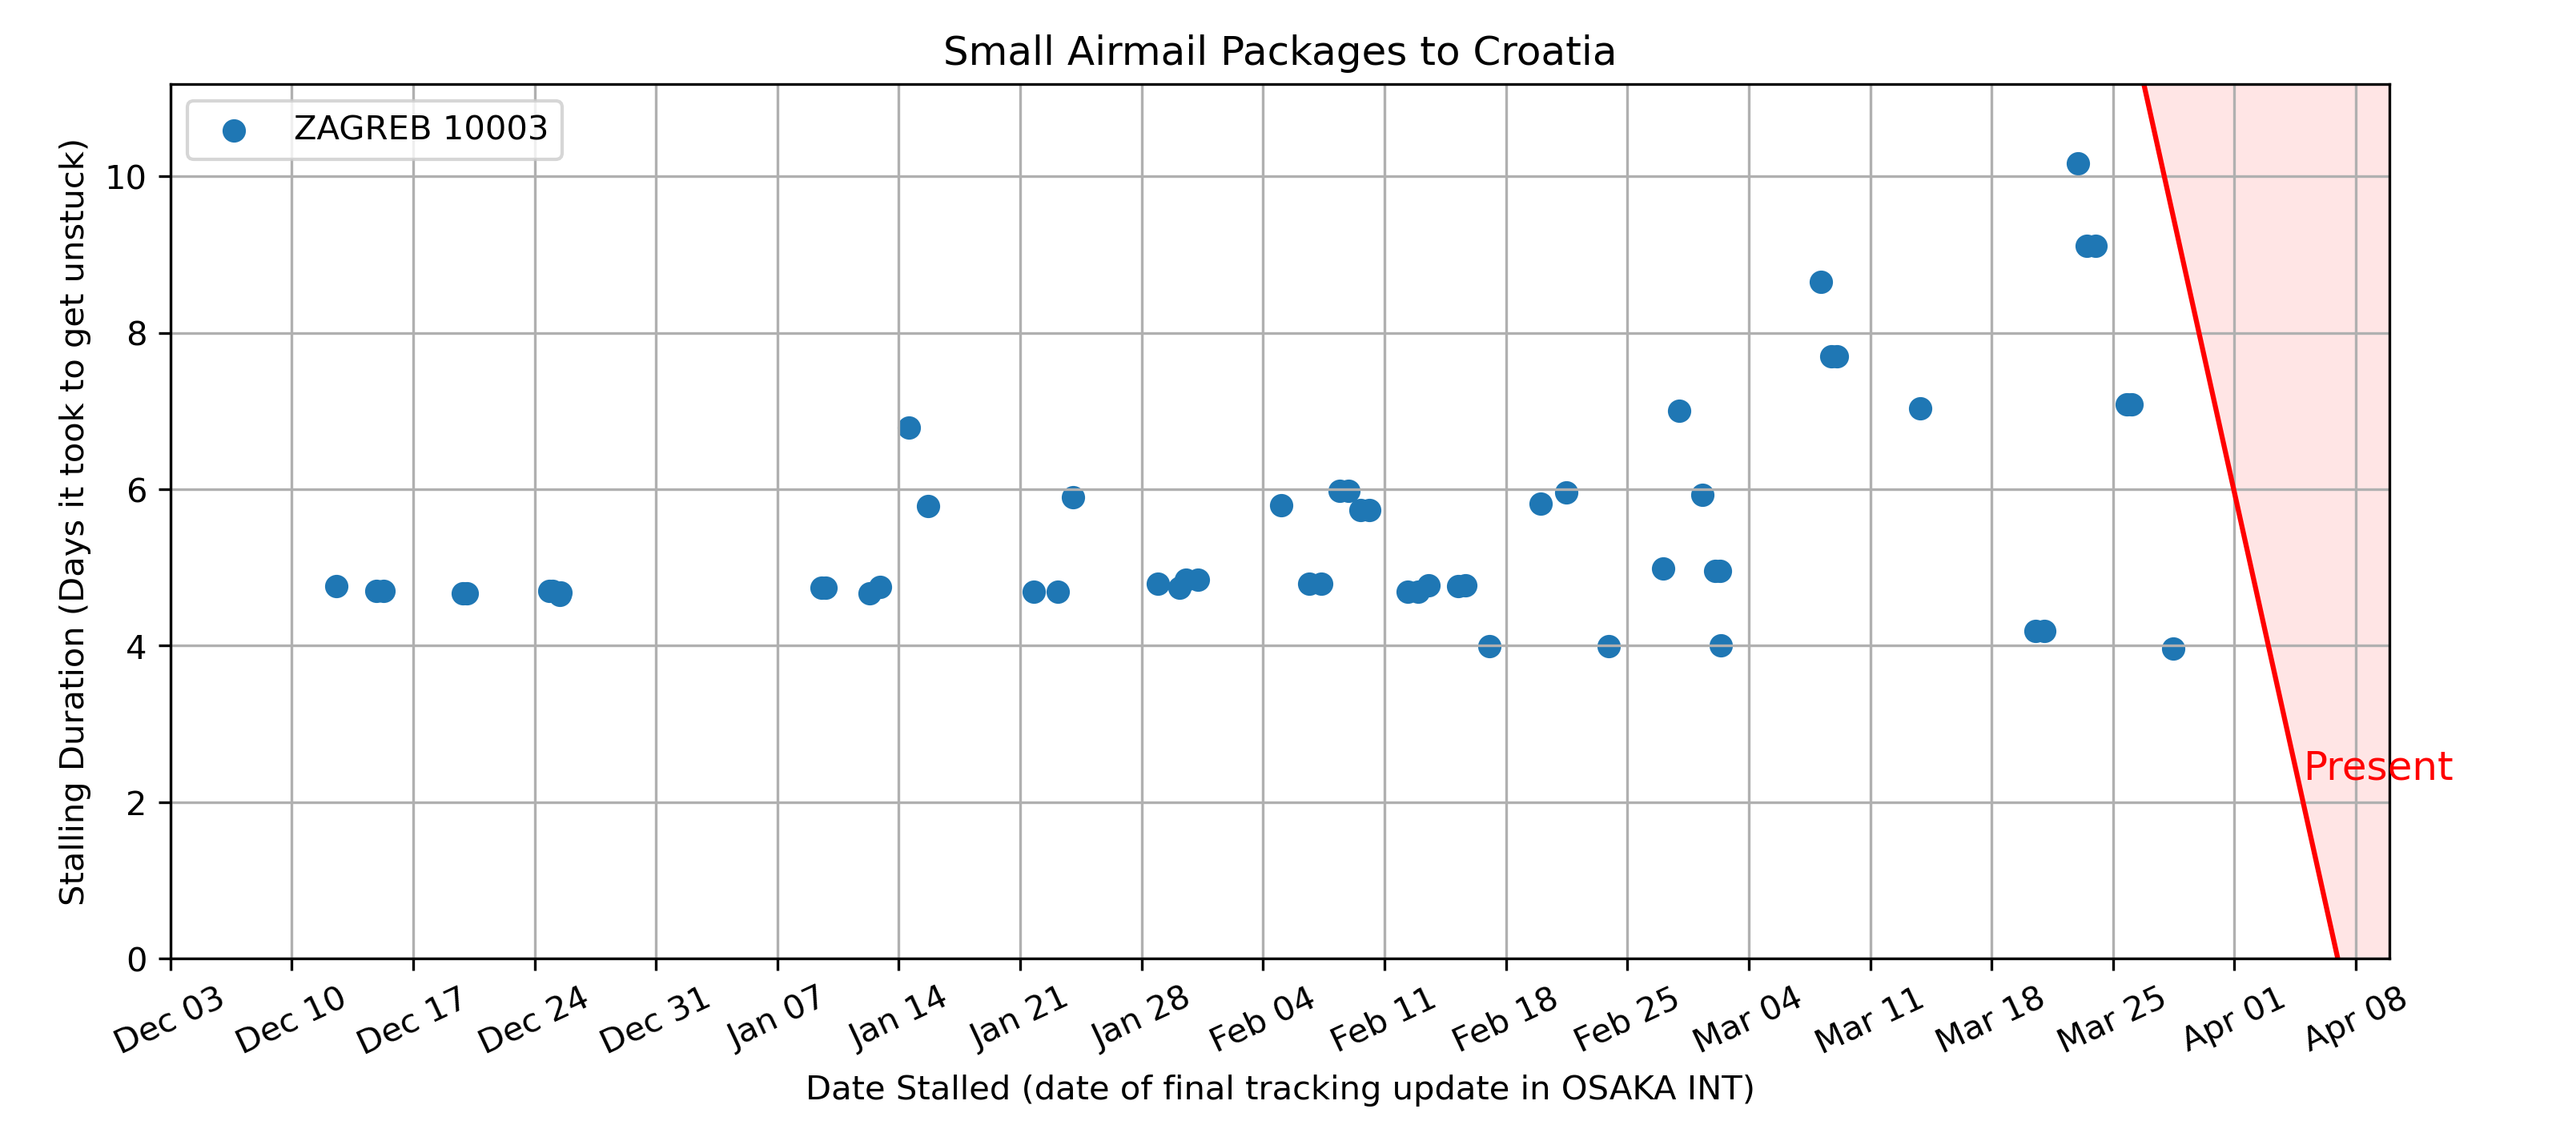 Small Airmail Packages to Croatia
ZAGREB 10003
Stalling Duration (Days it took to get unstuck)
10
8
6
4
2
0
Present
Dec 03 Dec 10 Dec 17 Dec 24 Dec 31 Jan 07 Jan 14 Jan 21 Jan 28 Feb 04 Feb 11 Feb 18 Feb 25 Mar 04 Mar 11 Mar 18 Mar 25 Apr 01 Apr 08
Date Stalled (date of final tracking update in OSAKA INT)